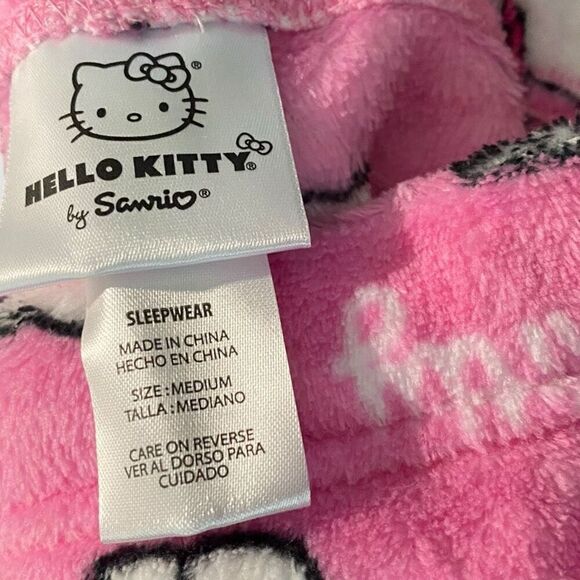 HELLO KITTY®
by Sanrio®
SLEEPWEAR
MADE IN CHINA
HECHO EN CHINA
SIZE: MEDIUM
TALLA: MEDIANO
CARE ON REVERSE
VER AL DORSO PARA
CUIDADO